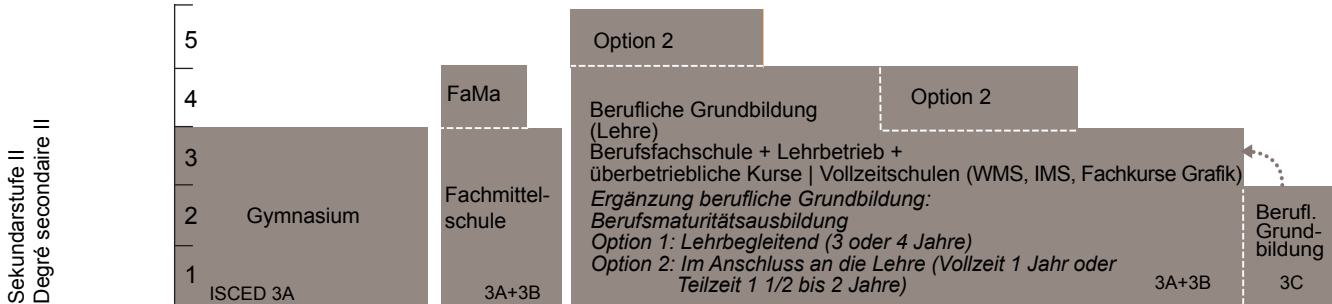 Sekundarstufe II
Degré secondaire II
5
4
3
2
1
Gymnasium
ISCED 3A
FaMa
Fachmittel-
schule
3A+3B
Option 2
Option 2
Berufliche Grundbildung
(Lehre)
Berufsfachschule + Lehrbetrieb +
überbetriebliche Kurse | Vollzeitschulen (WMS, IMS, Fachkurse Grafik)
Ergänzung berufliche Grundbildung:
Berufsmaturitätsausbildung
Option 1: Lehrbegleitend (3 oder 4 Jahre)
Option 2: Im Anschluss an die Lehre (Vollzeit 1 Jahr oder
Teilzeit 1 1/2 bis 2 Jahre)
3A+3B
Berufl.
Grund-
bildung
3C